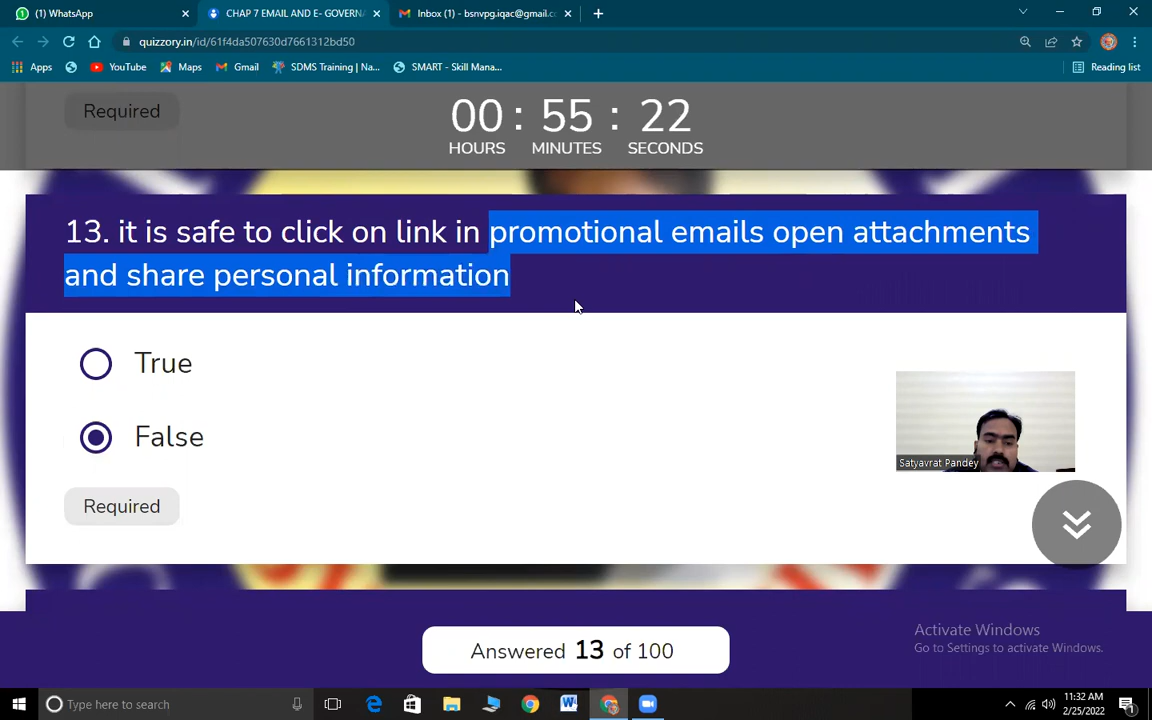 (1) WhatsApp
CHAP 7 EMAIL AND E- GOVERNA
Inbox (1) - bsnvpg.iqac@gmail.co
quizzory.in/id/61f4da507630d7661312bd50
Apps
YouTube
Maps
Gmail
SDMS Training | Na...
SMART - Skill Mana...
Reading list
Required
00 : 55 : 22
HOURS MINUTES SECONDS
13. it is safe to click on link in promotional emails open attachments
and share personal information
True
False
Satyavrat Pandey
Required
Activate Windows
Go to Settings to activate Windows.
Answered 13 of 100
Type here to search
11:32 AM
2/25/2022
1